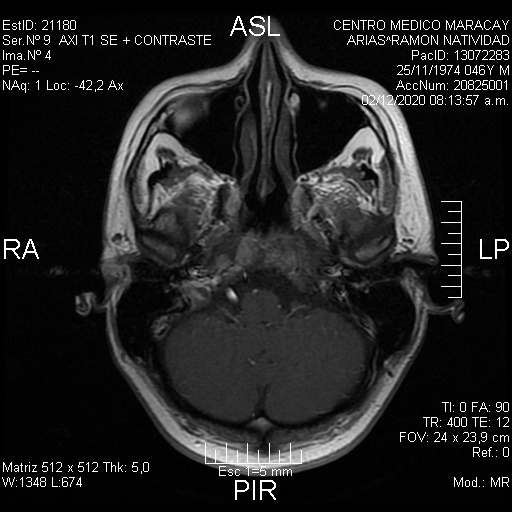 EstID: 21180
Ser.Nº 9 AXI T1 SE + CONTRASTE
Ima.Nº 4
PE= --
NAq: 1 Loc: -42,2 Ax
ASL
CENTRO MEDICO MARACAY
ARIAS^RAMON NATIVIDAD
PacID: 13072283
25/11/1974 046Y M
AccNum: 20825001
02/12/2020 08:13:57 a.m.
RA
LP
TI: 0 FA: 90
TR: 400 TE: 12
FOV: 24 x 23,9 cm
Ref.: 0
Mod.: MR
Matriz 512 x 512 Thk: 5,0
W:1348 L:674
Esc 1=5 mm
PIR